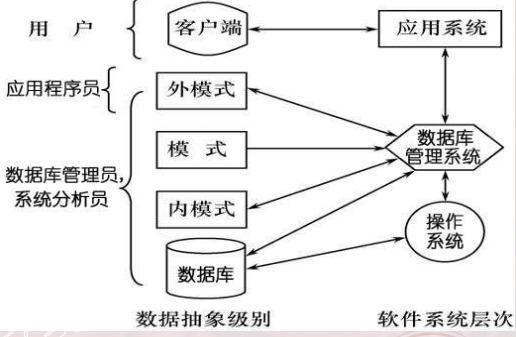 用 户
客户端
应用系统
应用程序员
外模式
数据库
管理系统
模 式
数据库管理员,
系统分析员
内模式
操作
系统
数据库
数据抽象级别
软件系统层次